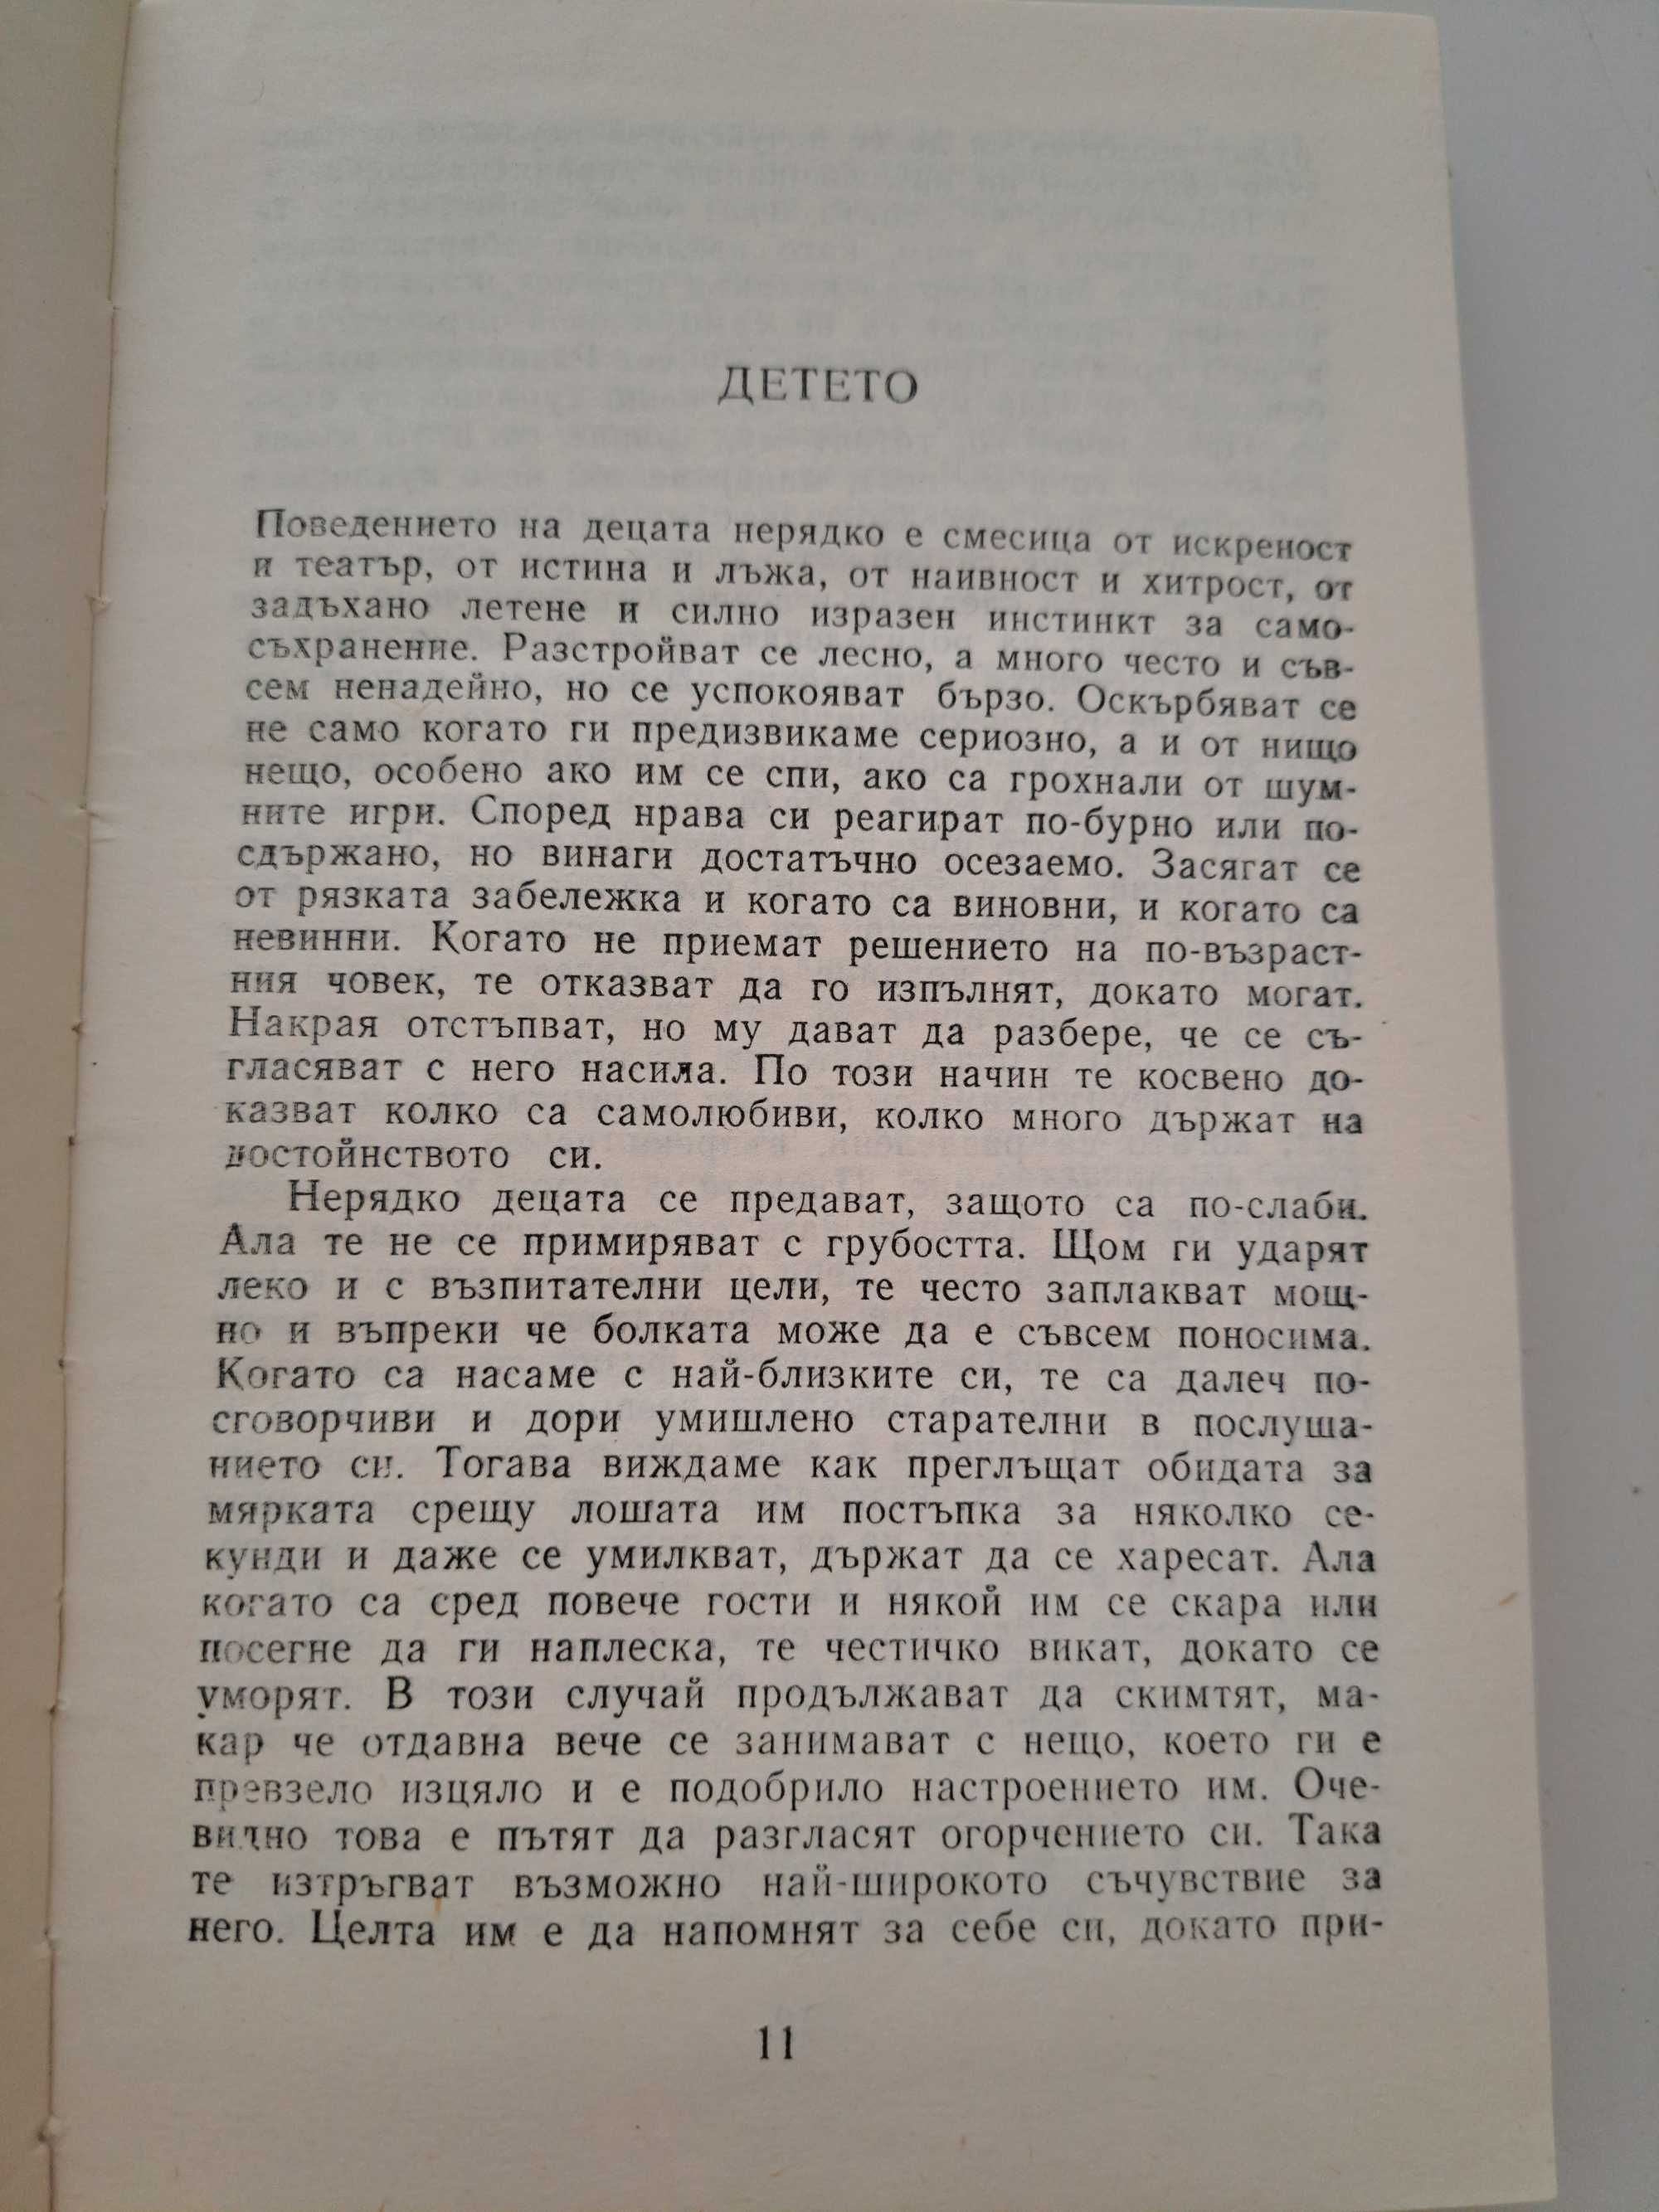 ДЕТЕТО
Поведението на децата нерядко е смесица от искреност
и театър, от истина и лъжа, от наивност и хитрост, от
задъхано летене и силно изразен инстинкт за само-
съхранение. Разстройват се лесно, а много често и съв-
сем ненадейно, но се успокояват бързо. Оскърбяват се
не само когато ги предизвикаме сериозно, а и от нищо
нещо, особено ако им се спи, ако са грохнали от шум-
ните игри. Според нрава си реагират по-бурно или по-
сдържано, но винаги достатъчно осезаемо. Засягат се
от рязката забележка и когато са виновни, и когато са
невинни. Когато не приемат решението на по-възраст-
ния човек, те отказват да го изпълнят, докато могат.
Накрая отстъпват, но му дават да разбере, че се съ-
гласяват с него насила. По този начин те косвено до-
казват колко са самолюбиви, колко много държат на
достойнството си.
Нерядко децата се предават, защото са по-слаби.
Ала те не се примиряват с грубостта. Щом ги ударят
леко и с възпитателни цели, те често заплакват мощ-
но и въпреки че болката може да е съвсем поносима.
Когато са насаме с най-близките си, те са далеч по-
сговорчиви и дори умишлено старателни в послуша-
нието си. Тогава виждаме как преглъщат обидата за
мярката срещу лошата им постъпка за няколко се-
кунди и даже се умилкват, държат да се харесат. Ала
когато са сред повече гости и някой им се скара или
посегне да ги наплеска, те честичко викат, докато се
уморят. В този случай продължават да скимтят, ма-
кар че отдавна вече се занимават с нещо, което ги е
превзело изцяло и е подобрило настроението им. Оче-
видно това е пътят да разгласят огорчението си. Така
те изтръгват възможно най-широкото съчувствие за
него. Целта им е да напомнят за себе си, докато при-
11